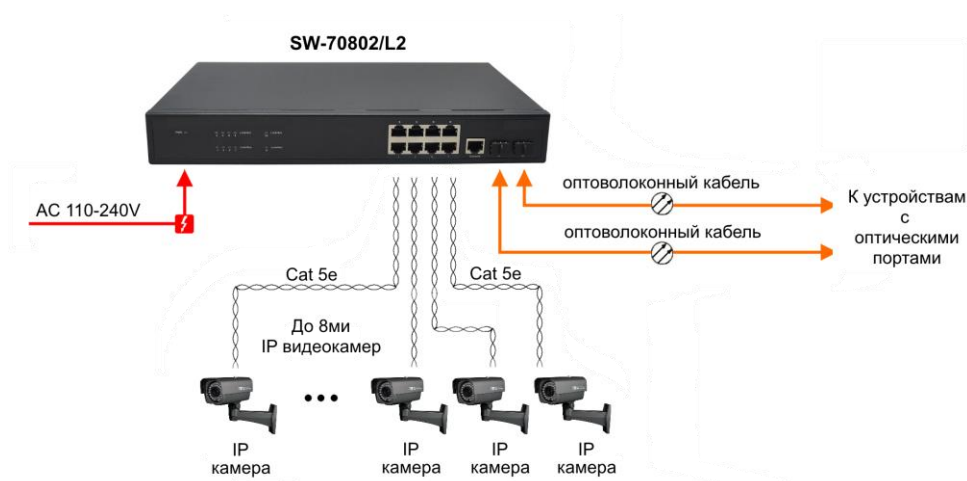 SW-70802/L2
AC 110-240V
оптоволоконный кабель
оптоволоконный кабель
К устройствам
с
оптическими
портами
Cat 5e
Cat 5e
До 8ми
IP видеокамер
IP
камера
IP
камера
IP
камера
IP
камера